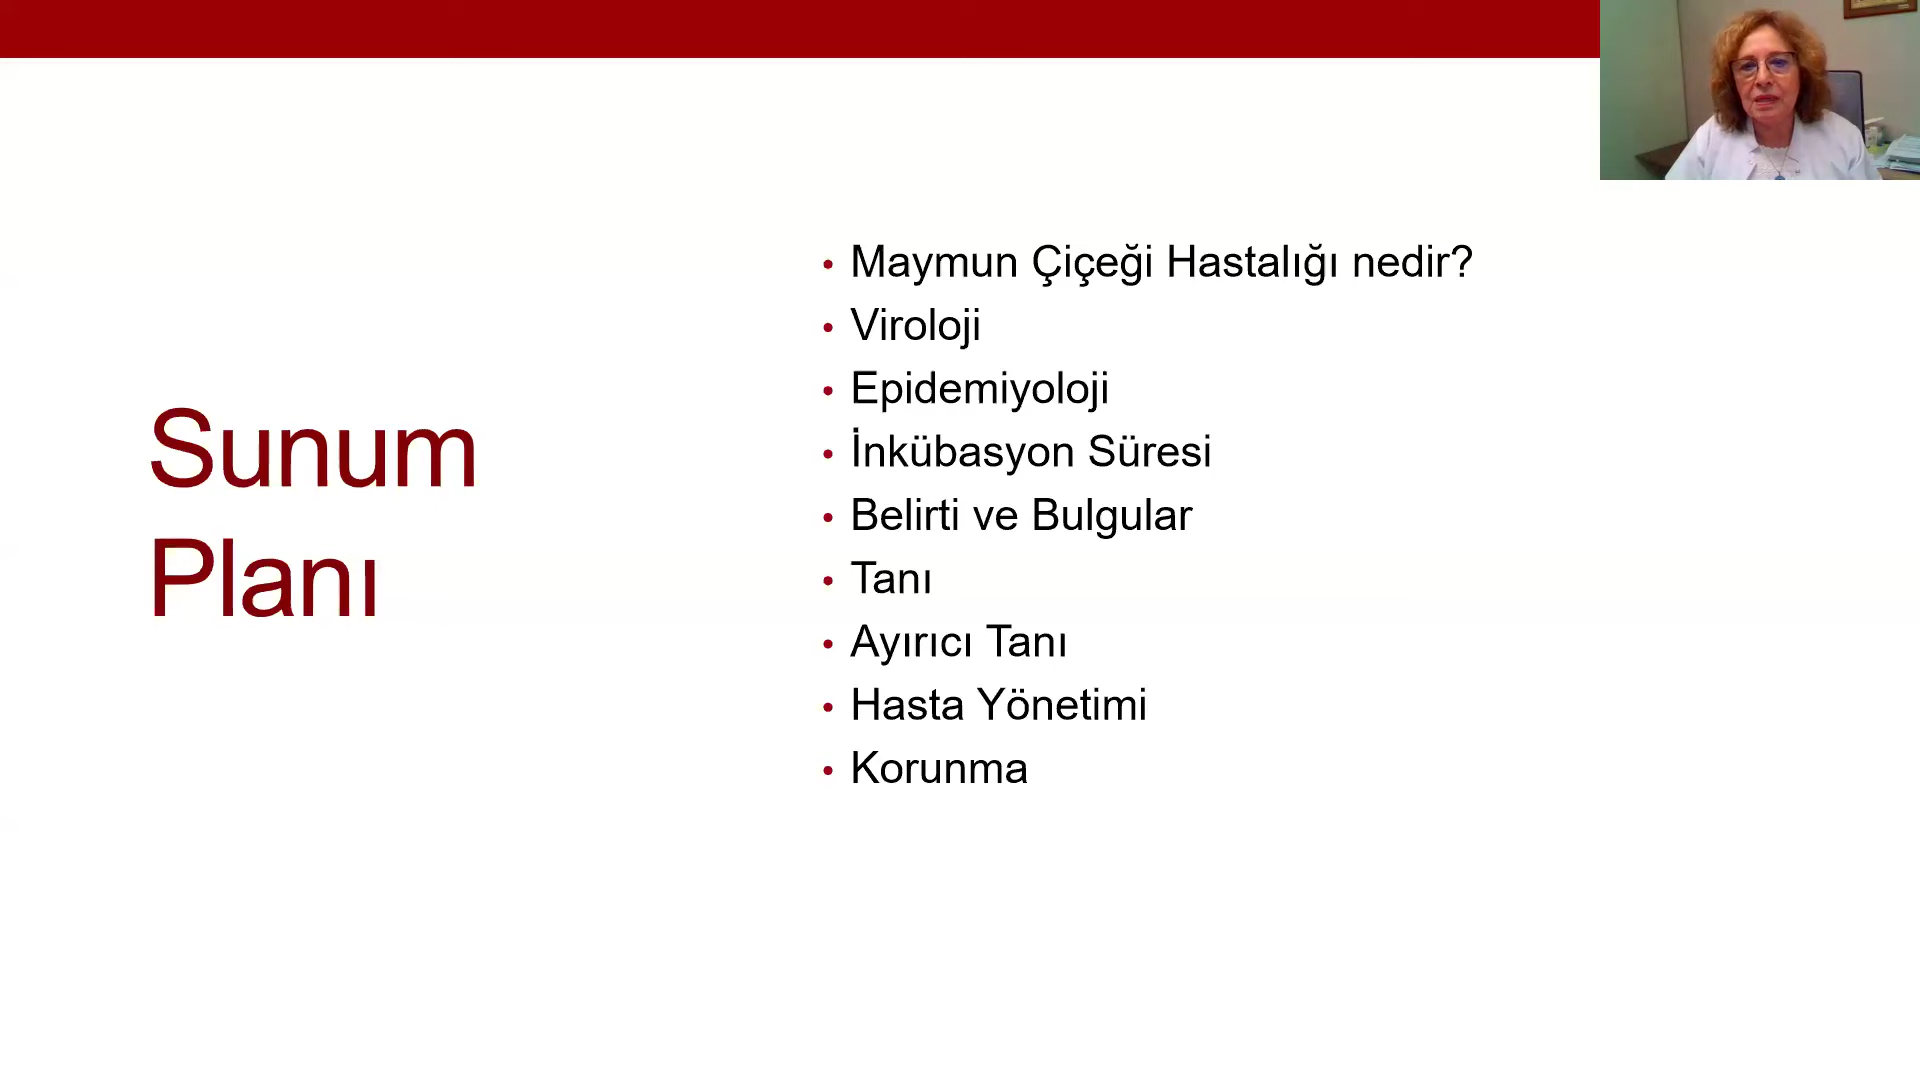 Sunum
Planı
• Maymun Çiçeği Hastalığı nedir?
• Viroloji
• Epidemiyoloji
• İnkübasyon Süresi
• Belirti ve Bulgular
• Tanı
• Ayırıcı Tanı
• Hasta Yönetimi
• Korunma